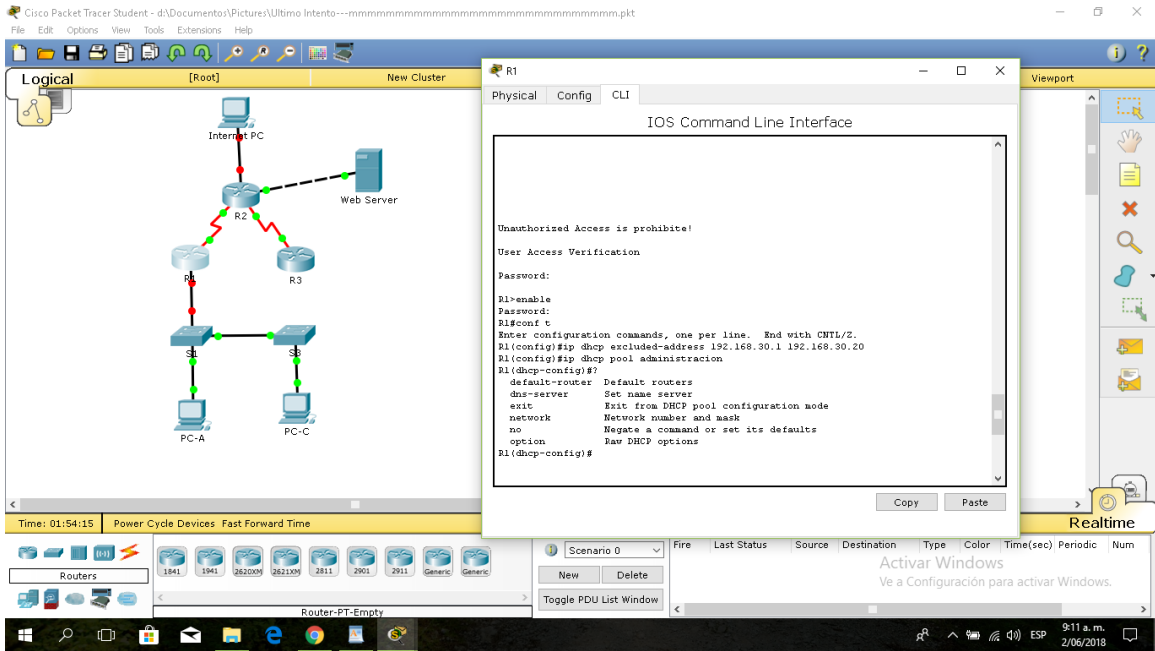 Cisco Packet Tracer Student - d:\Documentos\Pictures\Ultimo Intento---mmmmmmmmmmmmmmmmmmmmmmmmmmmmmmmmmm.pkt
File Edit Options View Tools Extensions Help
Logical
[Root]
New Cluster
Viewport
R1
Physical Config CLI
IOS Command Line Interface
Unauthorized Access is prohibite!
User Access Verification
Password:
R1>enable
Password:
R1#conf t
Enter configuration commands, one per line. End with CNTL/Z.
R1(config)#ip dhcp excluded-address 192.168.30.1 192.168.30.20
R1(config)#ip dhcp pool administracion
R1(dhcp-config)#?
default-router Default routers
dns-server Set name server
exit Exit from DHCP pool configuration mode
network Network number and mask
no Negate a command or set its defaults
option Raw DHCP options
R1(dhcp-config)#
Copy Paste
Internet PC
Web Server
R2
R1
R3
S1
S3
PC-A
PC-C
Time: 01:54:15 Power Cycle Devices Fast Forward Time
Realtime
Routers
1841 1941 2620XM 2621XM 2811 2901 2911 Generic Generic
Router-PT-Empty
Scenario 0
New Delete
Toggle PDU List Window
Fire Last Status Source Destination Type Color Time(sec) Periodic Num
Activar Windows
Ve a Configuración para activar Windows.
ESP
9:11 a. m.
2/06/2018